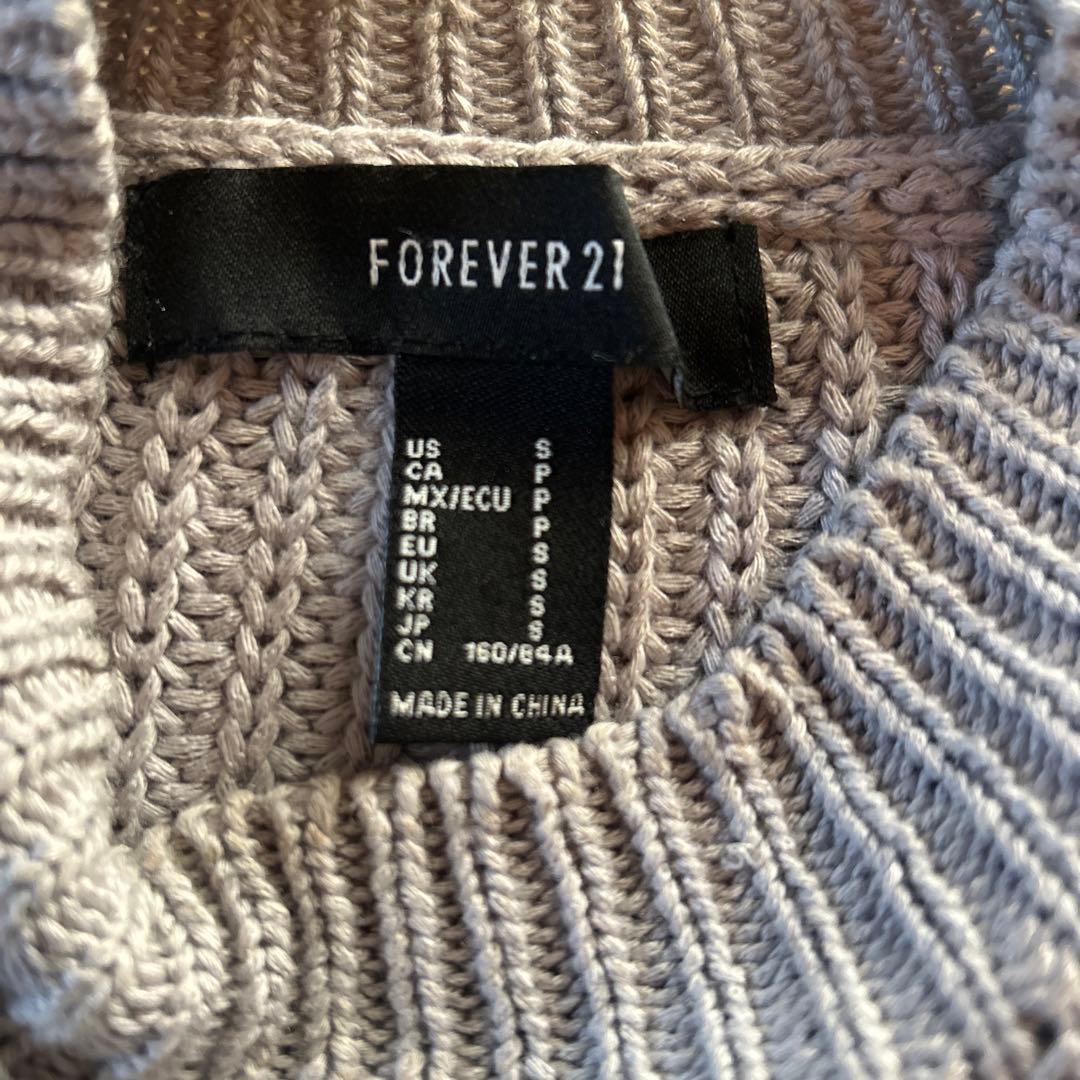 FOREVER 21
US S
CA P
MX/ECU P
BR P
EU S
UK S
KR S
JP S
CN 160/84A
MADE IN CHINA